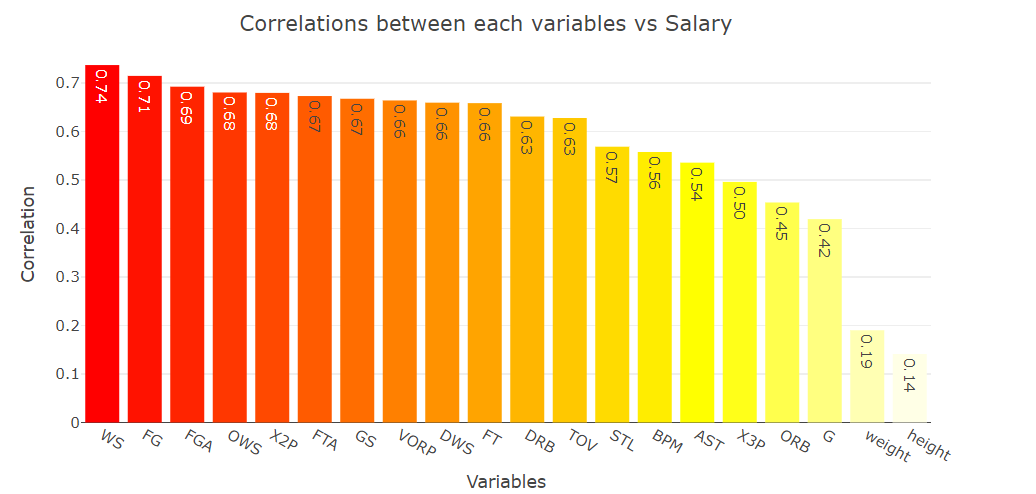 Correlations between each variables vs Salary
Correlation
0.7
0.6
0.5
0.4
0.3
0.2
0.1
0
0.74
0.71
0.69
0.68
0.68
0.67
0.67
0.66
0.66
0.66
0.63
0.63
0.57
0.56
0.54
0.50
0.45
0.42
0.19
0.14
WS
FG
FGA
OWS
X2P
FTA
GS
VORP
DWS
FT
DRB
TOV
STL
BPM
AST
X3P
ORB
G
weight
height
Variables